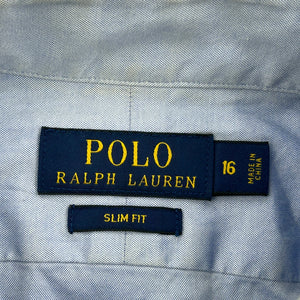 POLO
RALPH LAUREN
16
MADE IN
CHINA
SLIM FIT